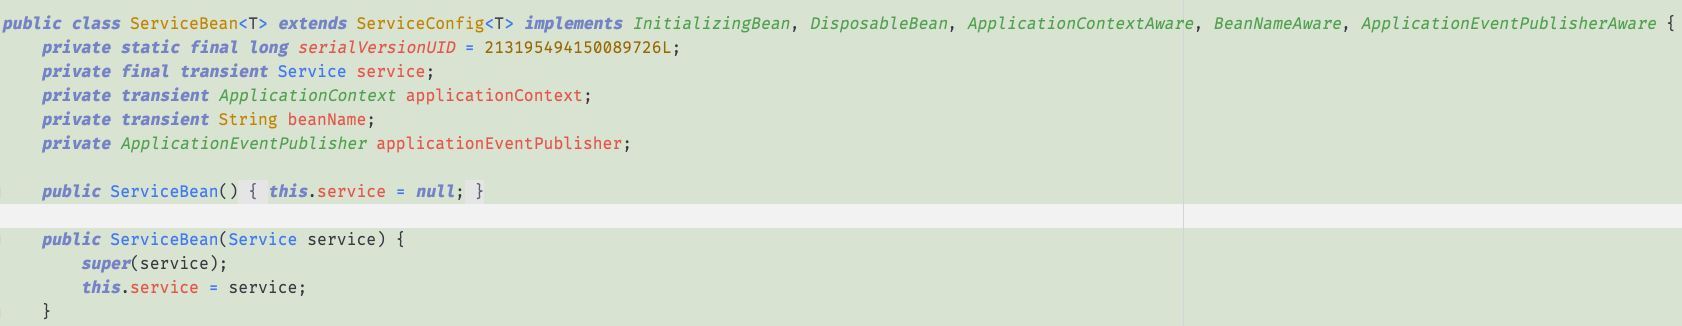 public class ServiceBean<T> extends ServiceConfig<T> implements InitializingBean, DisposableBean, ApplicationContextAware, BeanNameAware, ApplicationEventPublisherAware {
private static final long serialVersionUID = 213195494150089726L;
private final transient Service service;
private transient ApplicationContext applicationContext;
private transient String beanName;
private ApplicationEventPublisher applicationEventPublisher;
public ServiceBean() { this.service = null; }
public ServiceBean(Service service) {
super(service);
this.service = service;
}